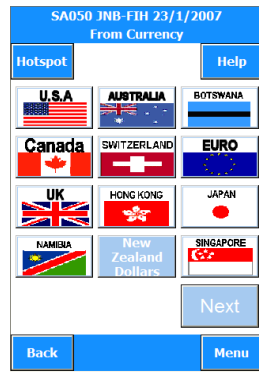 SA050 JNB-FIH 23/1/2007
From Currency
Hotspot
Help
U.S.A
AUSTRALIA
BOTSWANA
Canada
SWITZERLAND
EURO
UK
HONG KONG
JAPAN
NAMIBIA
New
Zealand
Dollars
SINGAPORE
Next
Back
Menu